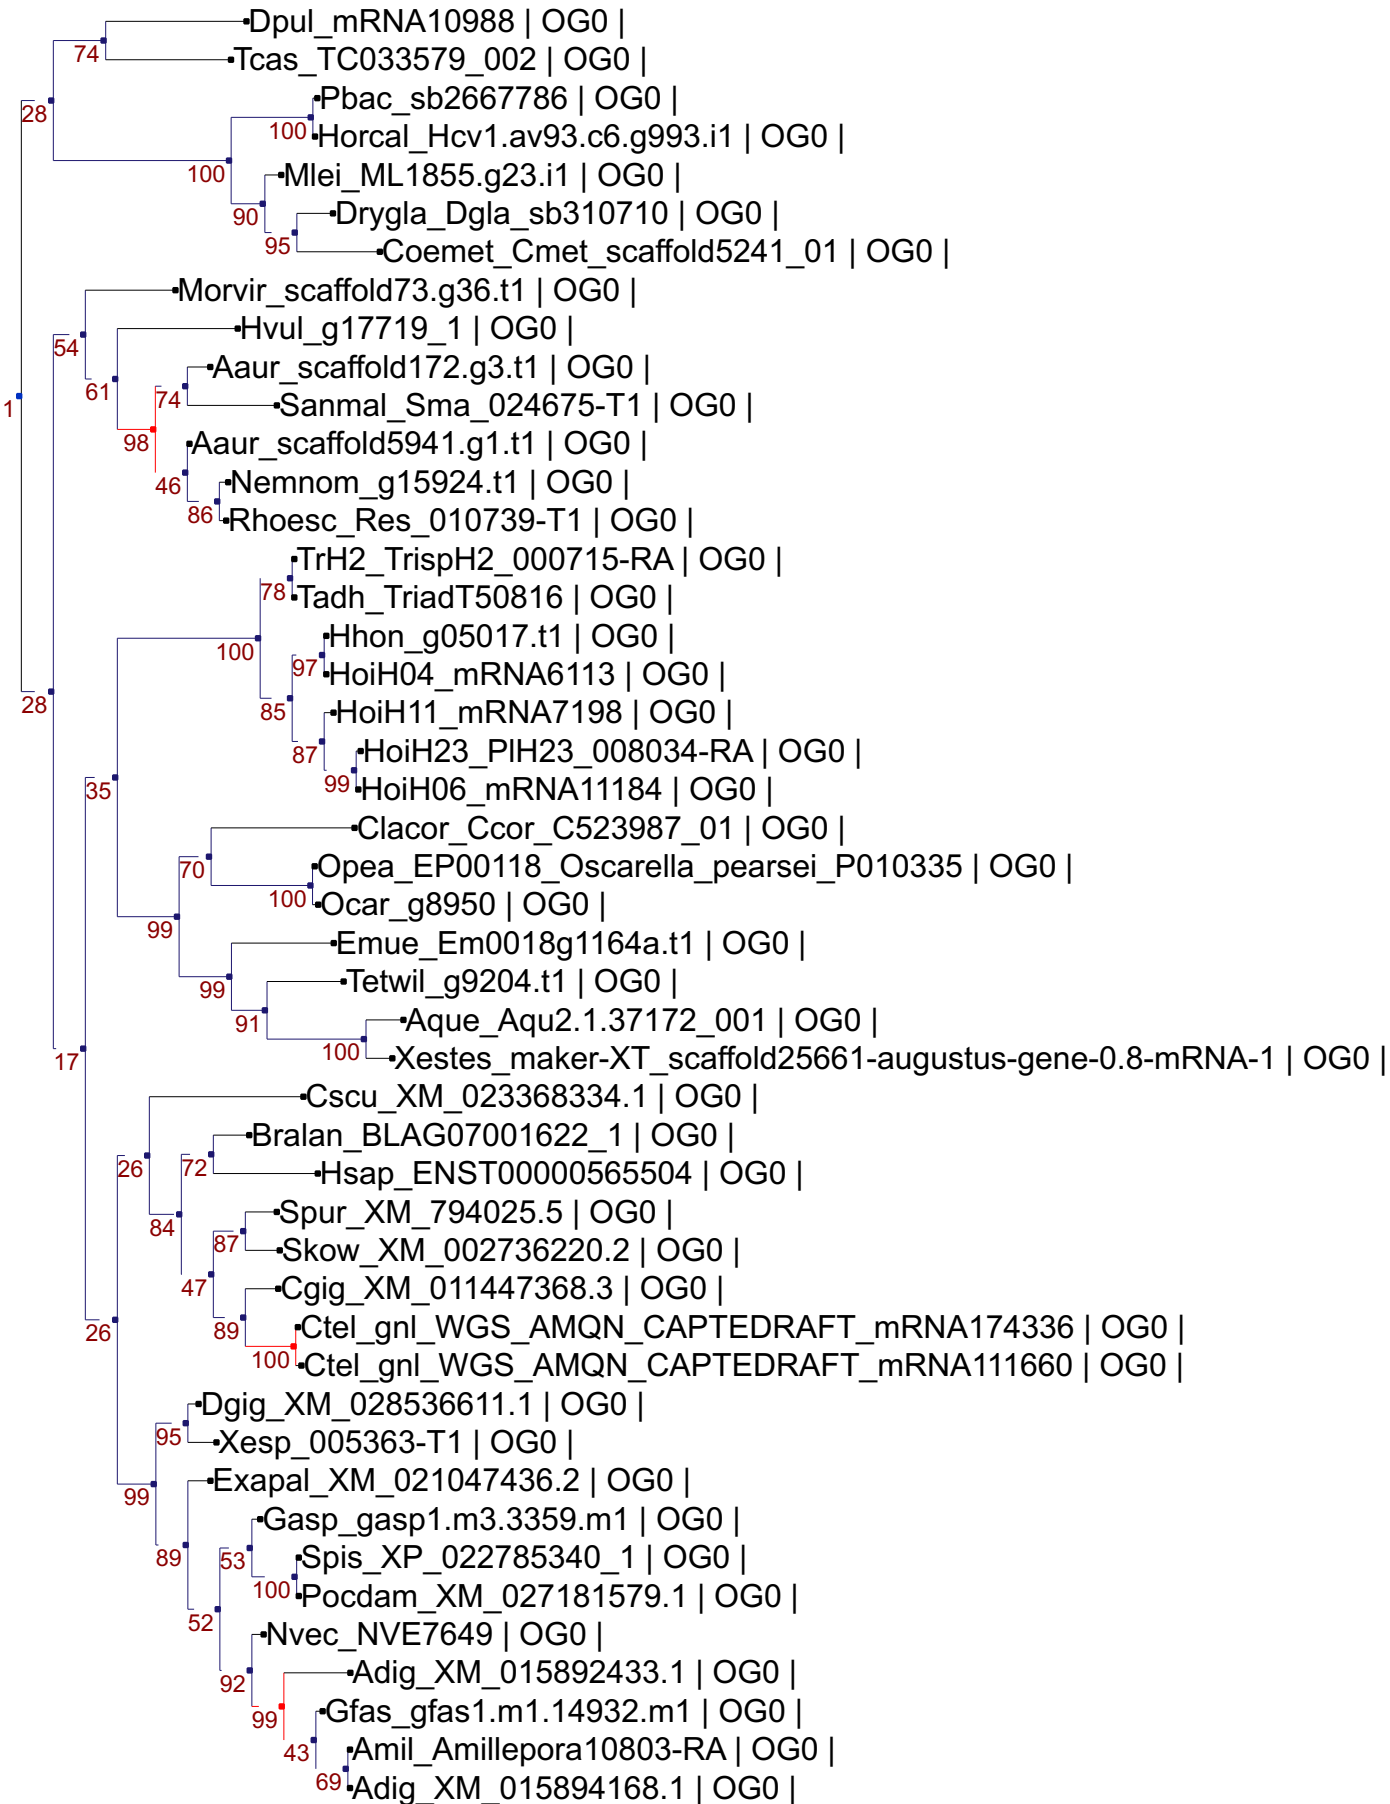 Dpul_mRNA10988 | OG0 |
74
Tcas_TC033579_002 | OG0 |
Pbac_sb2667786 | OG0 |
28
100
Horcal_Hcv1.av93.c6.g993.i1 | OG0 |
100
Mlei_ML1855.g23.i1 | OG0 |
90
Drygla_Dgla_sb310710 | OG0 |
95
Coemet_Cmet_scaffold5241_01 | OG0 |
Morvir_scaffold73.g36.t1 | OG0 |
Hvul_g17719_1 | OG0 |
54
Aaur_scaffold172.g3.t1 | OG0 |
61
74
Sanmal_Sma_024675-T1 | OG0 |
1
98
Aaur_scaffold5941.g1.t1 | OG0 |
46
Nemnom_g15924.t1 | OG0 |
86
Rhoesc_Res_010739-T1 | OG0 |
TrH2_TrispH2_000715-RA | OG0 |
78
Tadh_TriadT50816 | OG0 |
Hhon_g05017.t1 | OG0 |
100
97
HoiH04_mRNA6113 | OG0 |
28
85
HoiH11_mRNA7198 | OG0 |
87
HoiH23_PlH23_008034-RA | OG0 |
99
HoiH06_mRNA11184 | OG0 |
35
Clacor_Ccor_C523987_01 | OG0 |
70
Opea_EP00118_Oscarella_pearsei_P010335 | OG0 |
100
Ocar_g8950 | OG0 |
99
Emue_Em0018g1164a.t1 | OG0 |
99
Tetwil_g9204.t1 | OG0 |
91
Aque_Aqu2.1.37172_001 | OG0 |
100
Xestes_maker-XT_scaffold25661-augustus-gene-0.8-mRNA-1 | OG0 |
17
Cscu_XM_023368334.1 | OG0 |
Bralan_BLAG07001622_1 | OG0 |
26
72
Hsap_ENST00000565504 | OG0 |
84
Spur_XM_794025.5 | OG0 |
87
Skow_XM_002736220.2 | OG0 |
47
Cgig_XM_011447368.3 | OG0 |
26
89
Ctel_gnl_WGS_AMQN_CAPTEDRAFT_mRNA174336 | OG0 |
100
Ctel_gnl_WGS_AMQN_CAPTEDRAFT_mRNA111660 | OG0 |
Dgig_XM_028536611.1 | OG0 |
95
Xesp_005363-T1 | OG0 |
Exapal_XM_021047436.2 | OG0 |
99
Gasp_gasp1.m3.3359.m1 | OG0 |
89
53
Spis_XP_022785340_1 | OG0 |
100
Pocdam_XM_027181579.1 | OG0 |
52
Nvec_NVE7649 | OG0 |
92
Adig_XM_015892433.1 | OG0 |
99
Gfas_gfas1.m1.14932.m1 | OG0 |
43
Amil_Amillepora10803-RA | OG0 |
69
Adig_XM_015894168.1 | OG0 |